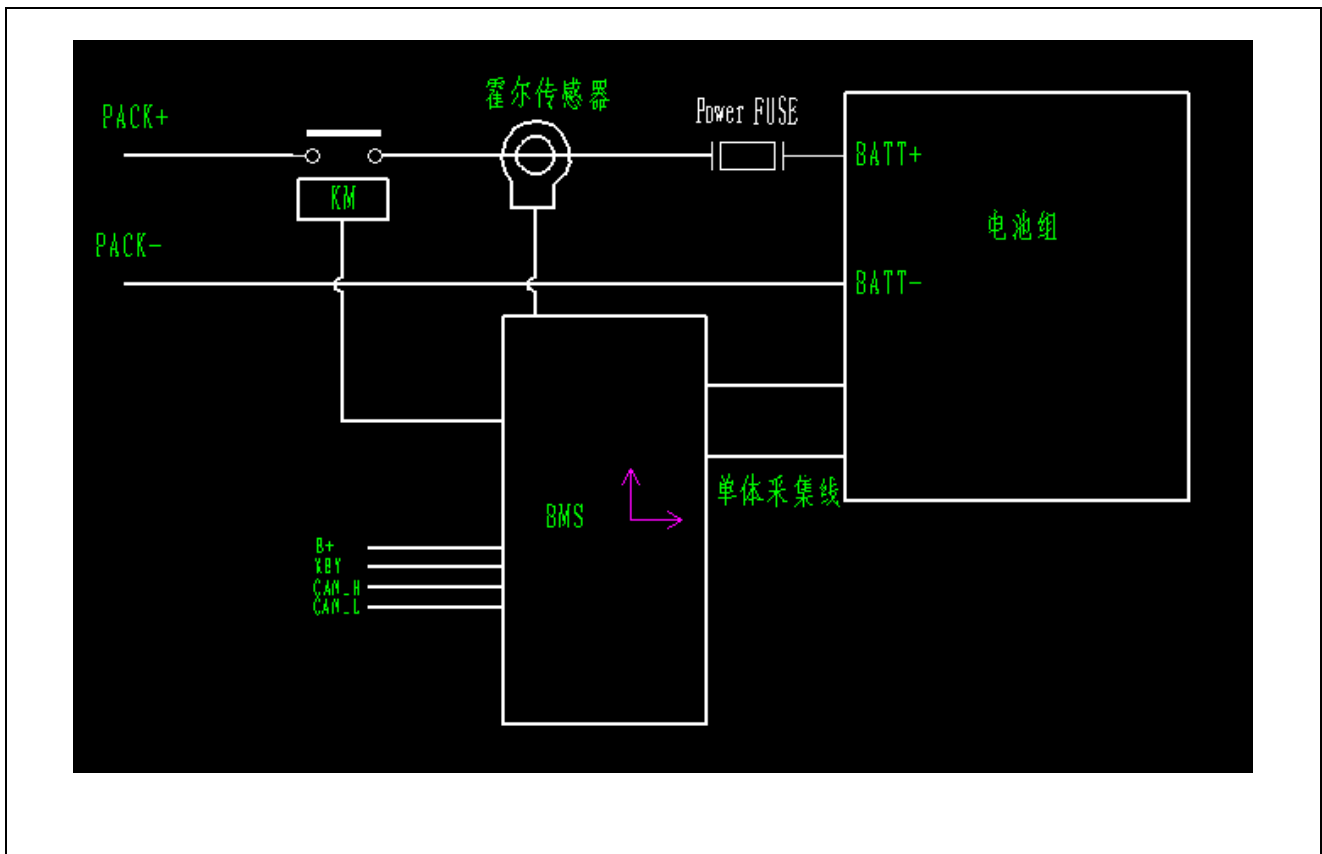 霍尔传感器
PACK+
Power FUSE
BATT+
KM
电池组
PACK-
BATT-
单体采集线
BMS
B+
KEY
CAN_H
CAN_L